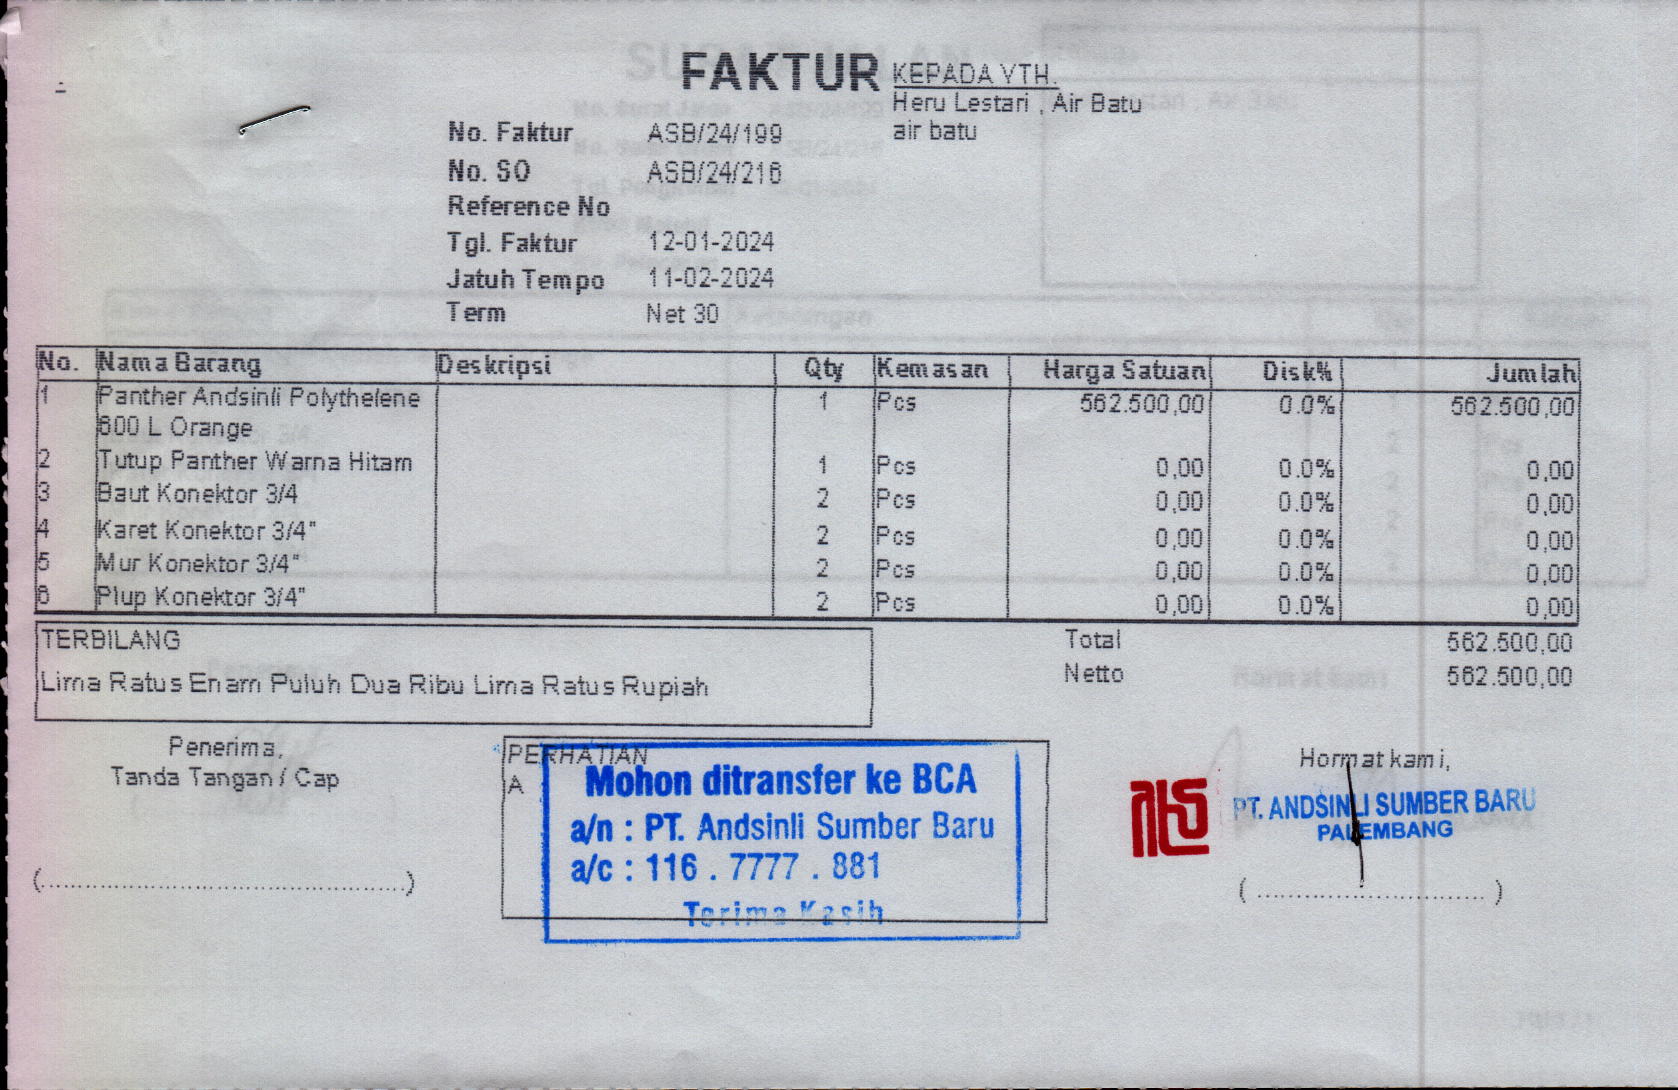 FAKTUR
KEPADA YTH.
Heru Lestari , Air Batu
air batu
No. Faktur ASB/24/199
No. SO ASB/24/216
Reference No
Tgl. Faktur 12-01-2024
Jatuh Tempo 11-02-2024
Term Net 30
No. Nama Barang Deskripsi Qty Kemasan Harga Satuan Disk% Jumlah
1 Panther Andsinli Polythelene 1 Pcs 562.500,00 0.0% 562.500,00
600 L Orange
2 Tutup Panther Warna Hitam 1 Pcs 0,00 0.0% 0,00
3 Baut Konektor 3/4 2 Pcs 0,00 0.0% 0,00
4 Karet Konektor 3/4" 2 Pcs 0,00 0.0% 0,00
5 Mur Konektor 3/4" 2 Pcs 0,00 0.0% 0,00
6 Plup Konektor 3/4" 2 Pcs 0,00 0.0% 0,00
TERBILANG
Lima Ratus Enam Puluh Dua Ribu Lima Ratus Rupiah
Total 562.500,00
Netto 562.500,00
Penerima,
Tanda Tangan / Cap
(............................................)
PERHATIAN
A
Mohon ditransfer ke BCA
a/n : PT. Andsinli Sumber Baru
a/c : 116 . 7777 . 881
Terima Kasih
Hormat kami,
PT. ANDSINLI SUMBER BARU
PALEMBANG
(............................)